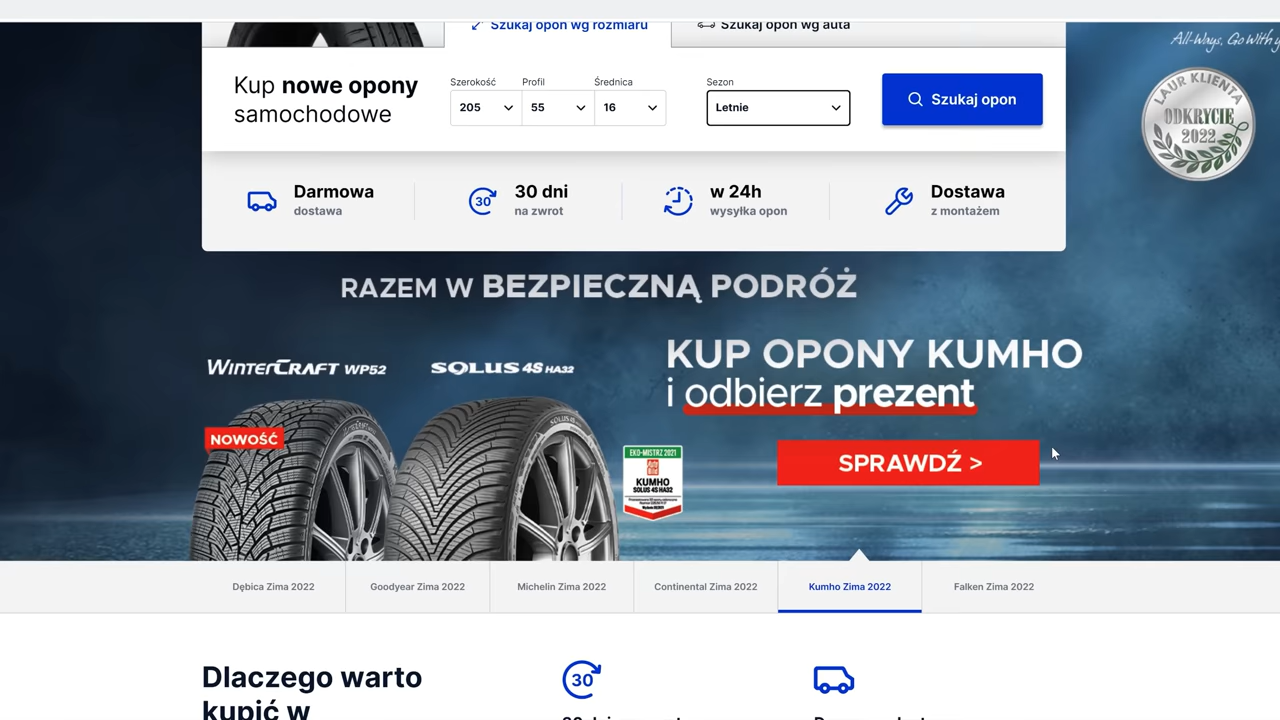 Szukaj opon wg rozmiaru
Szukaj opon wg auta
All-Ways, Go With y
Kup nowe opony
samochodowe
Szerokość
Profil
Średnica
Sezon
205
55
16
Letnie
Szukaj opon
LAUR KLIENTA
ODKRYCIE
2022
Darmowa
dostawa
30
30 dni
na zwrot
w 24h
wysyłka opon
Dostawa
z montażem
RAZEM W BEZPIECZNĄ PODRÓŻ
WINTERCRAFT WP52
SOLUS 4S HA32
KUP OPONY KUMHO
i odbierz prezent
NOWOŚĆ
EKO-MISTRZ 2021
KUMHO
SOLUS 4S HA32
SPRAWDŹ >
Dębica Zima 2022
Goodyear Zima 2022
Michelin Zima 2022
Continental Zima 2022
Kumho Zima 2022
Falken Zima 2022
Dlaczego warto
kupić w
30